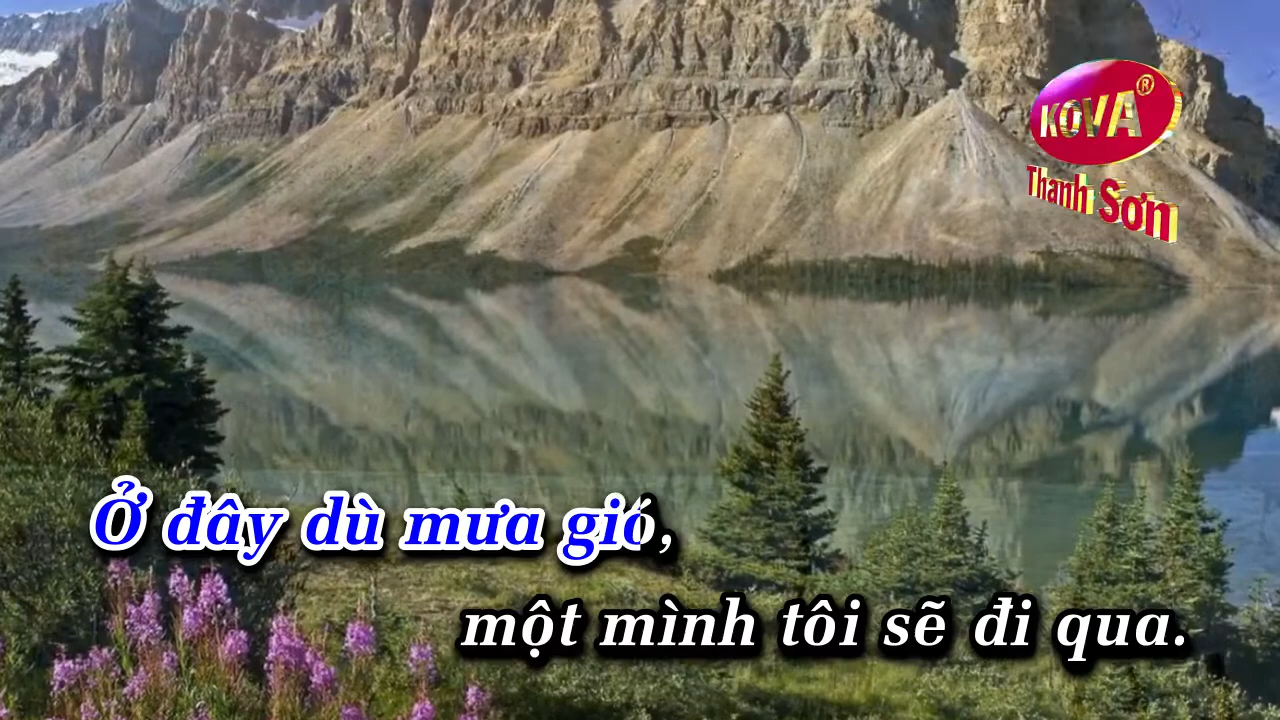 KOVA®
Thanh Sơn
Ở đây dù mưa gió,
một mình tôi sẽ đi qua.